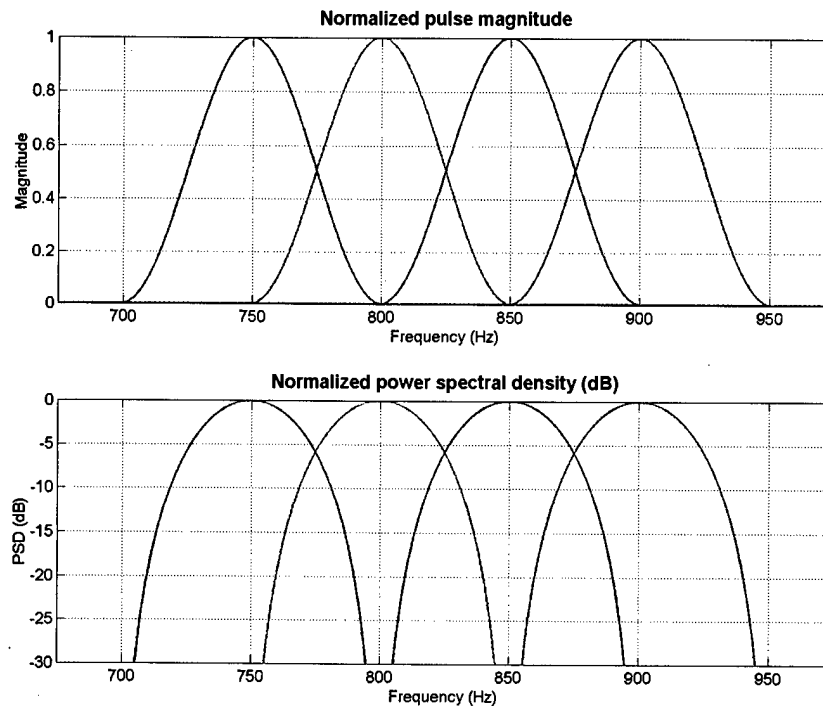 Normalized pulse magnitude
1
0.8
0.6
0.4
0.2
0
Magnitude
700 750 800 850 900 950
Frequency (Hz)
Normalized power spectral density (dB)
0
-5
-10
-15
-20
-25
-30
PSD (dB)
700 750 800 850 900 950
Frequency (Hz)